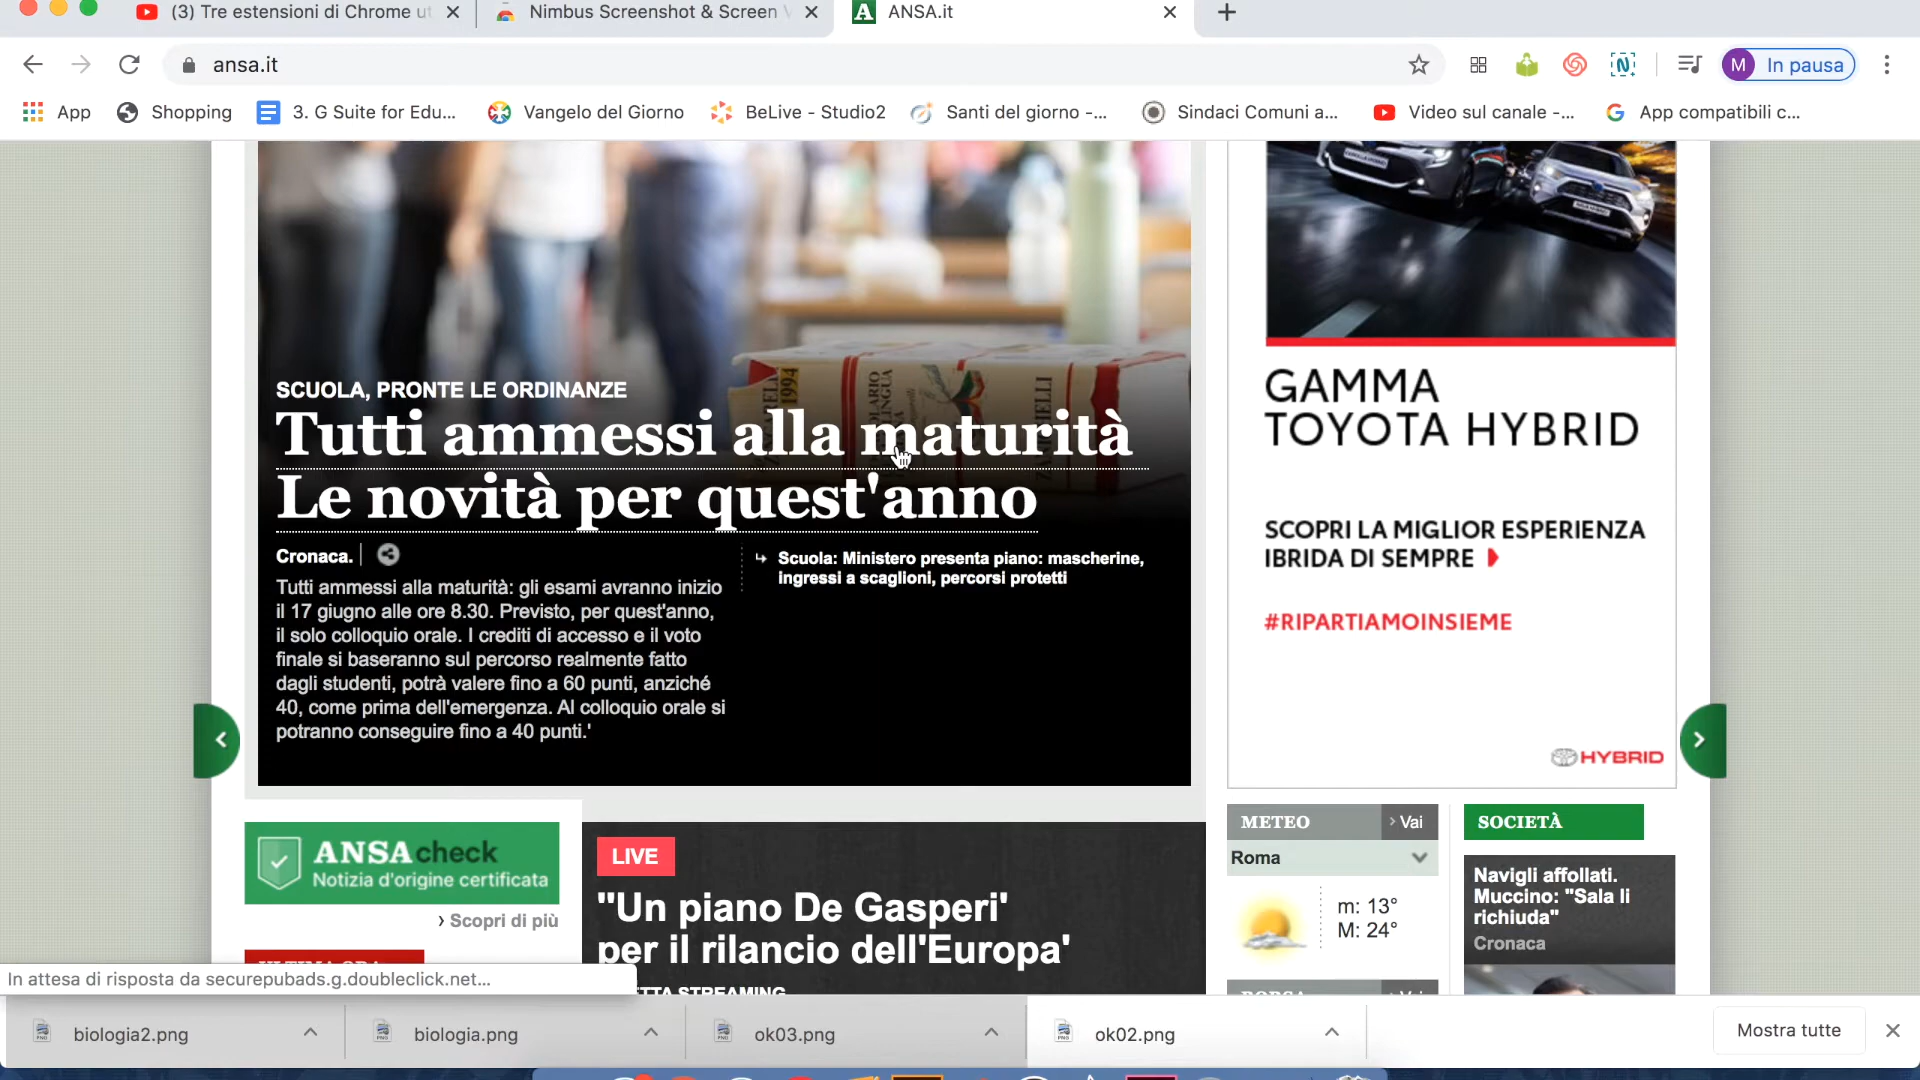 (3) Tre estensioni di Chrome ut
Nimbus Screenshot & Screen V
ANSA.it
ansa.it
In pausa
M
App
Shopping
3. G Suite for Edu...
Vangelo del Giorno
BeLive - Studio2
Santi del giorno -...
Sindaci Comuni a...
Video sul canale -...
App compatibili c...
1994
ZANICHELLI
SCUOLA, PRONTE LE ORDINANZE
Tutti ammessi alla maturità
Le novità per quest'anno
Cronaca.
Tutti ammessi alla maturità: gli esami avranno inizio
il 17 giugno alle ore 8.30. Previsto, per quest'anno,
il solo colloquio orale. I crediti di accesso e il voto
finale si baseranno sul percorso realmente fatto
dagli studenti, potrà valere fino a 60 punti, anziché
40, come prima dell'emergenza. Al colloquio orale si
potranno conseguire fino a 40 punti.'
Scuola: Ministero presenta piano: mascherine,
ingressi a scaglioni, percorsi protetti
GAMMA
TOYOTA HYBRID
SCOPRI LA MIGLIOR ESPERIENZA
IBRIDA DI SEMPRE
#RIPARTIAMOINSIEME
HYBRID
ANSA check
Notizia d'origine certificata
› Scopri di più
LIVE
"Un piano De Gasperi'
per il rilancio dell'Europa'
METEO
› Vai
Roma
m: 13°
M: 24°
SOCIETÀ
Navigli affollati.
Muccino: "Sala li
richiuda"
Cronaca
In attesa di risposta da securepubads.g.doubleclick.net...
biologia2.png
biologia.png
ok03.png
ok02.png
Mostra tutte